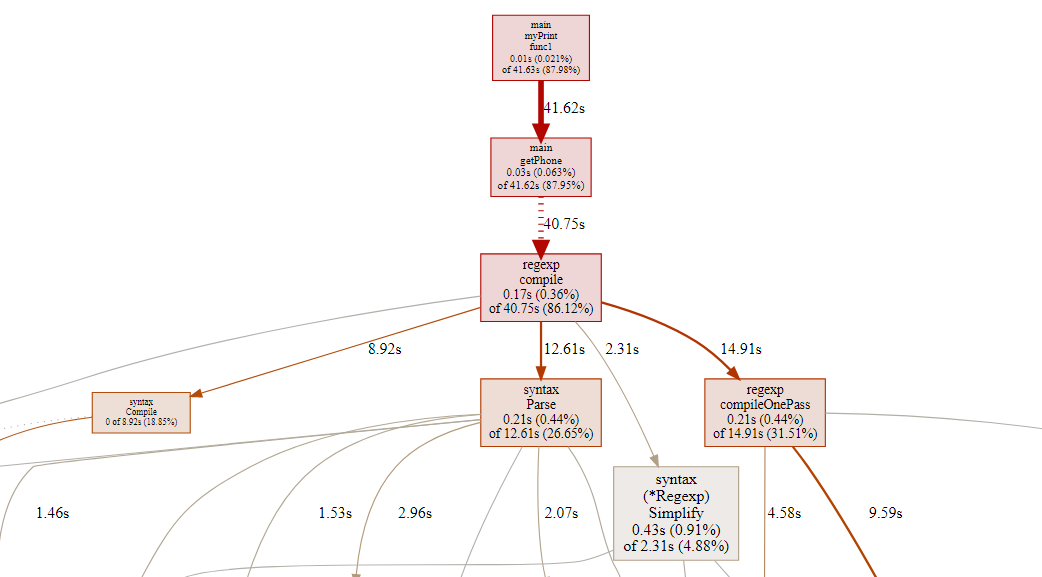 main
myPrint
func1
0.01s (0.021%)
of 41.63s (87.98%)
41.62s
main
getPhone
0.03s (0.063%)
of 41.62s (87.95%)
40.75s
regexp
compile
0.17s (0.36%)
of 40.75s (86.12%)
8.92s
12.61s
2.31s
14.91s
syntax
Compile
0 of 8.92s (18.85%)
syntax
Parse
0.21s (0.44%)
of 12.61s (26.65%)
regexp
compileOnePass
0.21s (0.44%)
of 14.91s (31.51%)
syntax
(*Regexp)
Simplify
0.43s (0.91%)
of 2.31s (4.88%)
1.46s
1.53s
2.96s
2.07s
4.58s
9.59s